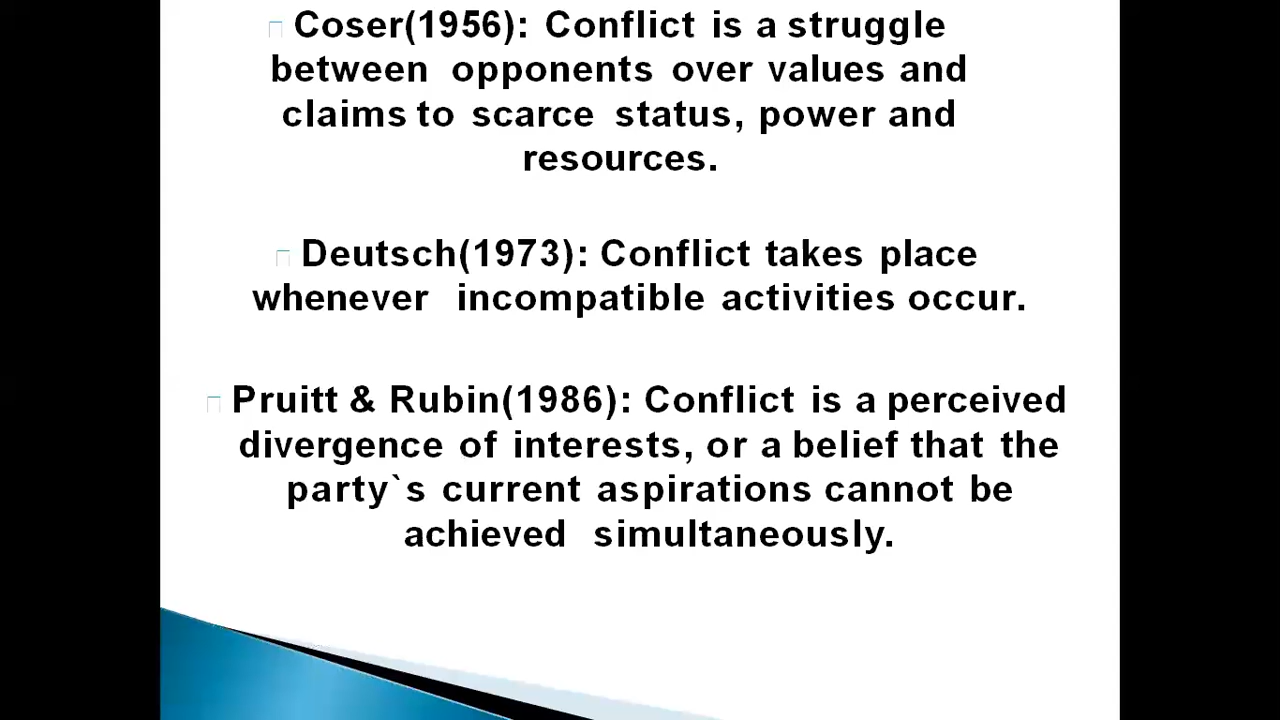 Coser(1956): Conflict is a struggle
between opponents over values and
claims to scarce status, power and
resources.
Deutsch(1973): Conflict takes place
whenever incompatible activities occur.
Pruitt & Rubin(1986): Conflict is a perceived
divergence of interests, or a belief that the
party`s current aspirations cannot be
achieved simultaneously.